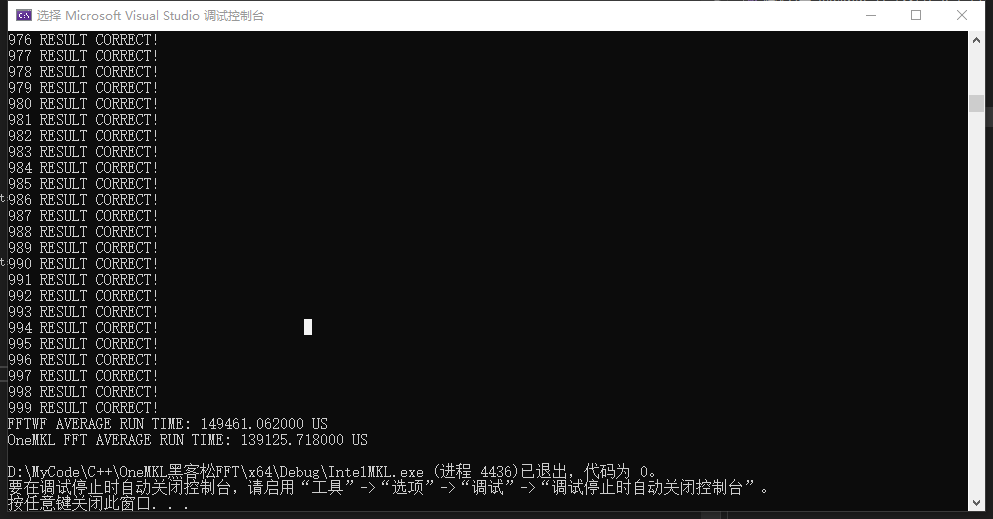 选择 Microsoft Visual Studio 调试控制台
976 RESULT CORRECT!
977 RESULT CORRECT!
978 RESULT CORRECT!
979 RESULT CORRECT!
980 RESULT CORRECT!
981 RESULT CORRECT!
982 RESULT CORRECT!
983 RESULT CORRECT!
984 RESULT CORRECT!
985 RESULT CORRECT!
986 RESULT CORRECT!
987 RESULT CORRECT!
988 RESULT CORRECT!
989 RESULT CORRECT!
990 RESULT CORRECT!
991 RESULT CORRECT!
992 RESULT CORRECT!
993 RESULT CORRECT!
994 RESULT CORRECT!
995 RESULT CORRECT!
996 RESULT CORRECT!
997 RESULT CORRECT!
998 RESULT CORRECT!
999 RESULT CORRECT!
FFTWF AVERAGE RUN TIME: 149461.062000 US
OneMKL FFT AVERAGE RUN TIME: 139125.718000 US
D:\MyCode\C++\OneMKL黑客松FFT\x64\Debug\IntelMKL.exe (进程 4436)已退出，代码为 0。
要在调试停止时自动关闭控制台，请启用“工具”->“选项”->“调试”->“调试停止时自动关闭控制台”。
按任意键关闭此窗口. . .